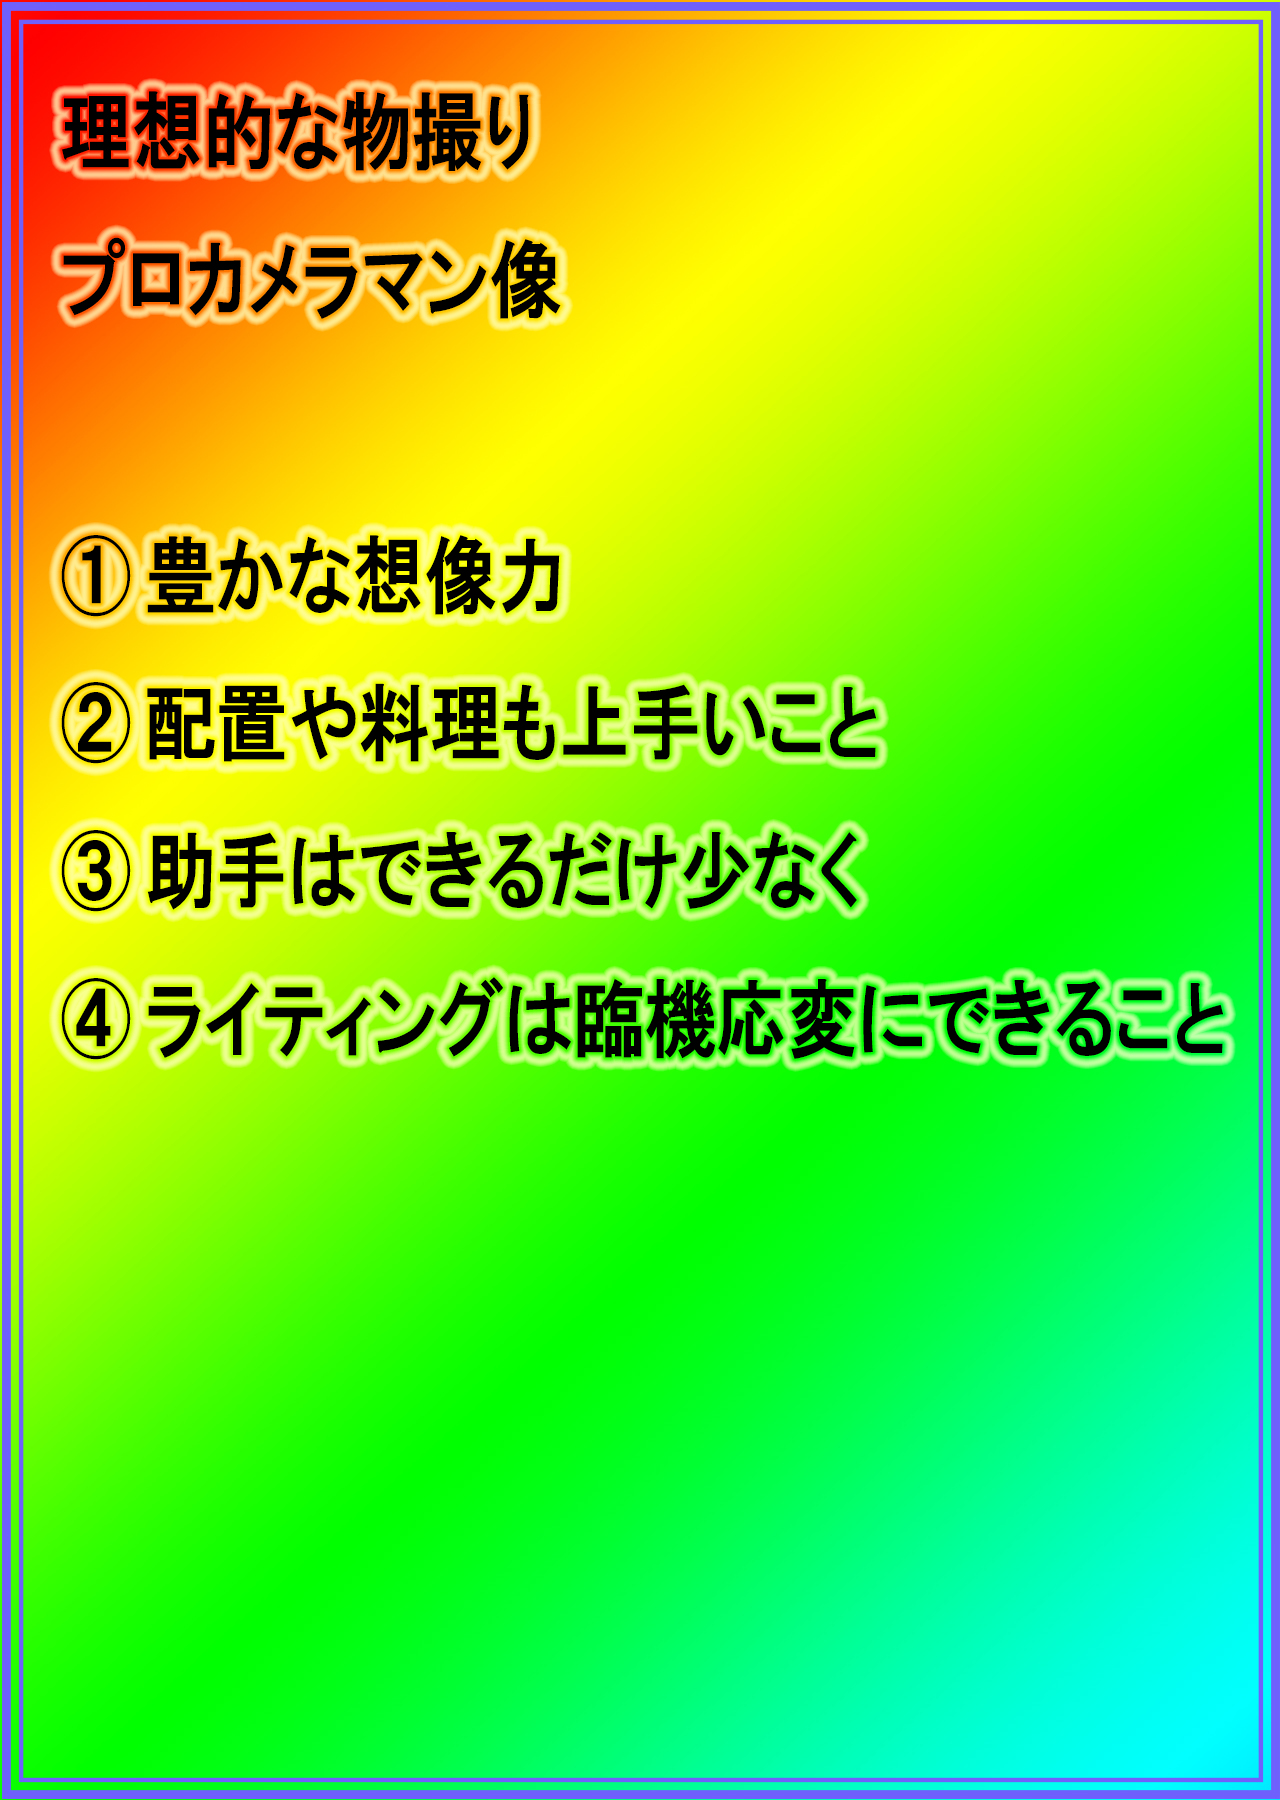 理想的な物撮り
プロカメラマン像
①豊かな想像力
②配置や料理も上手いこと
③助手はできるだけ少なく
④ライティングは臨機応変にできること